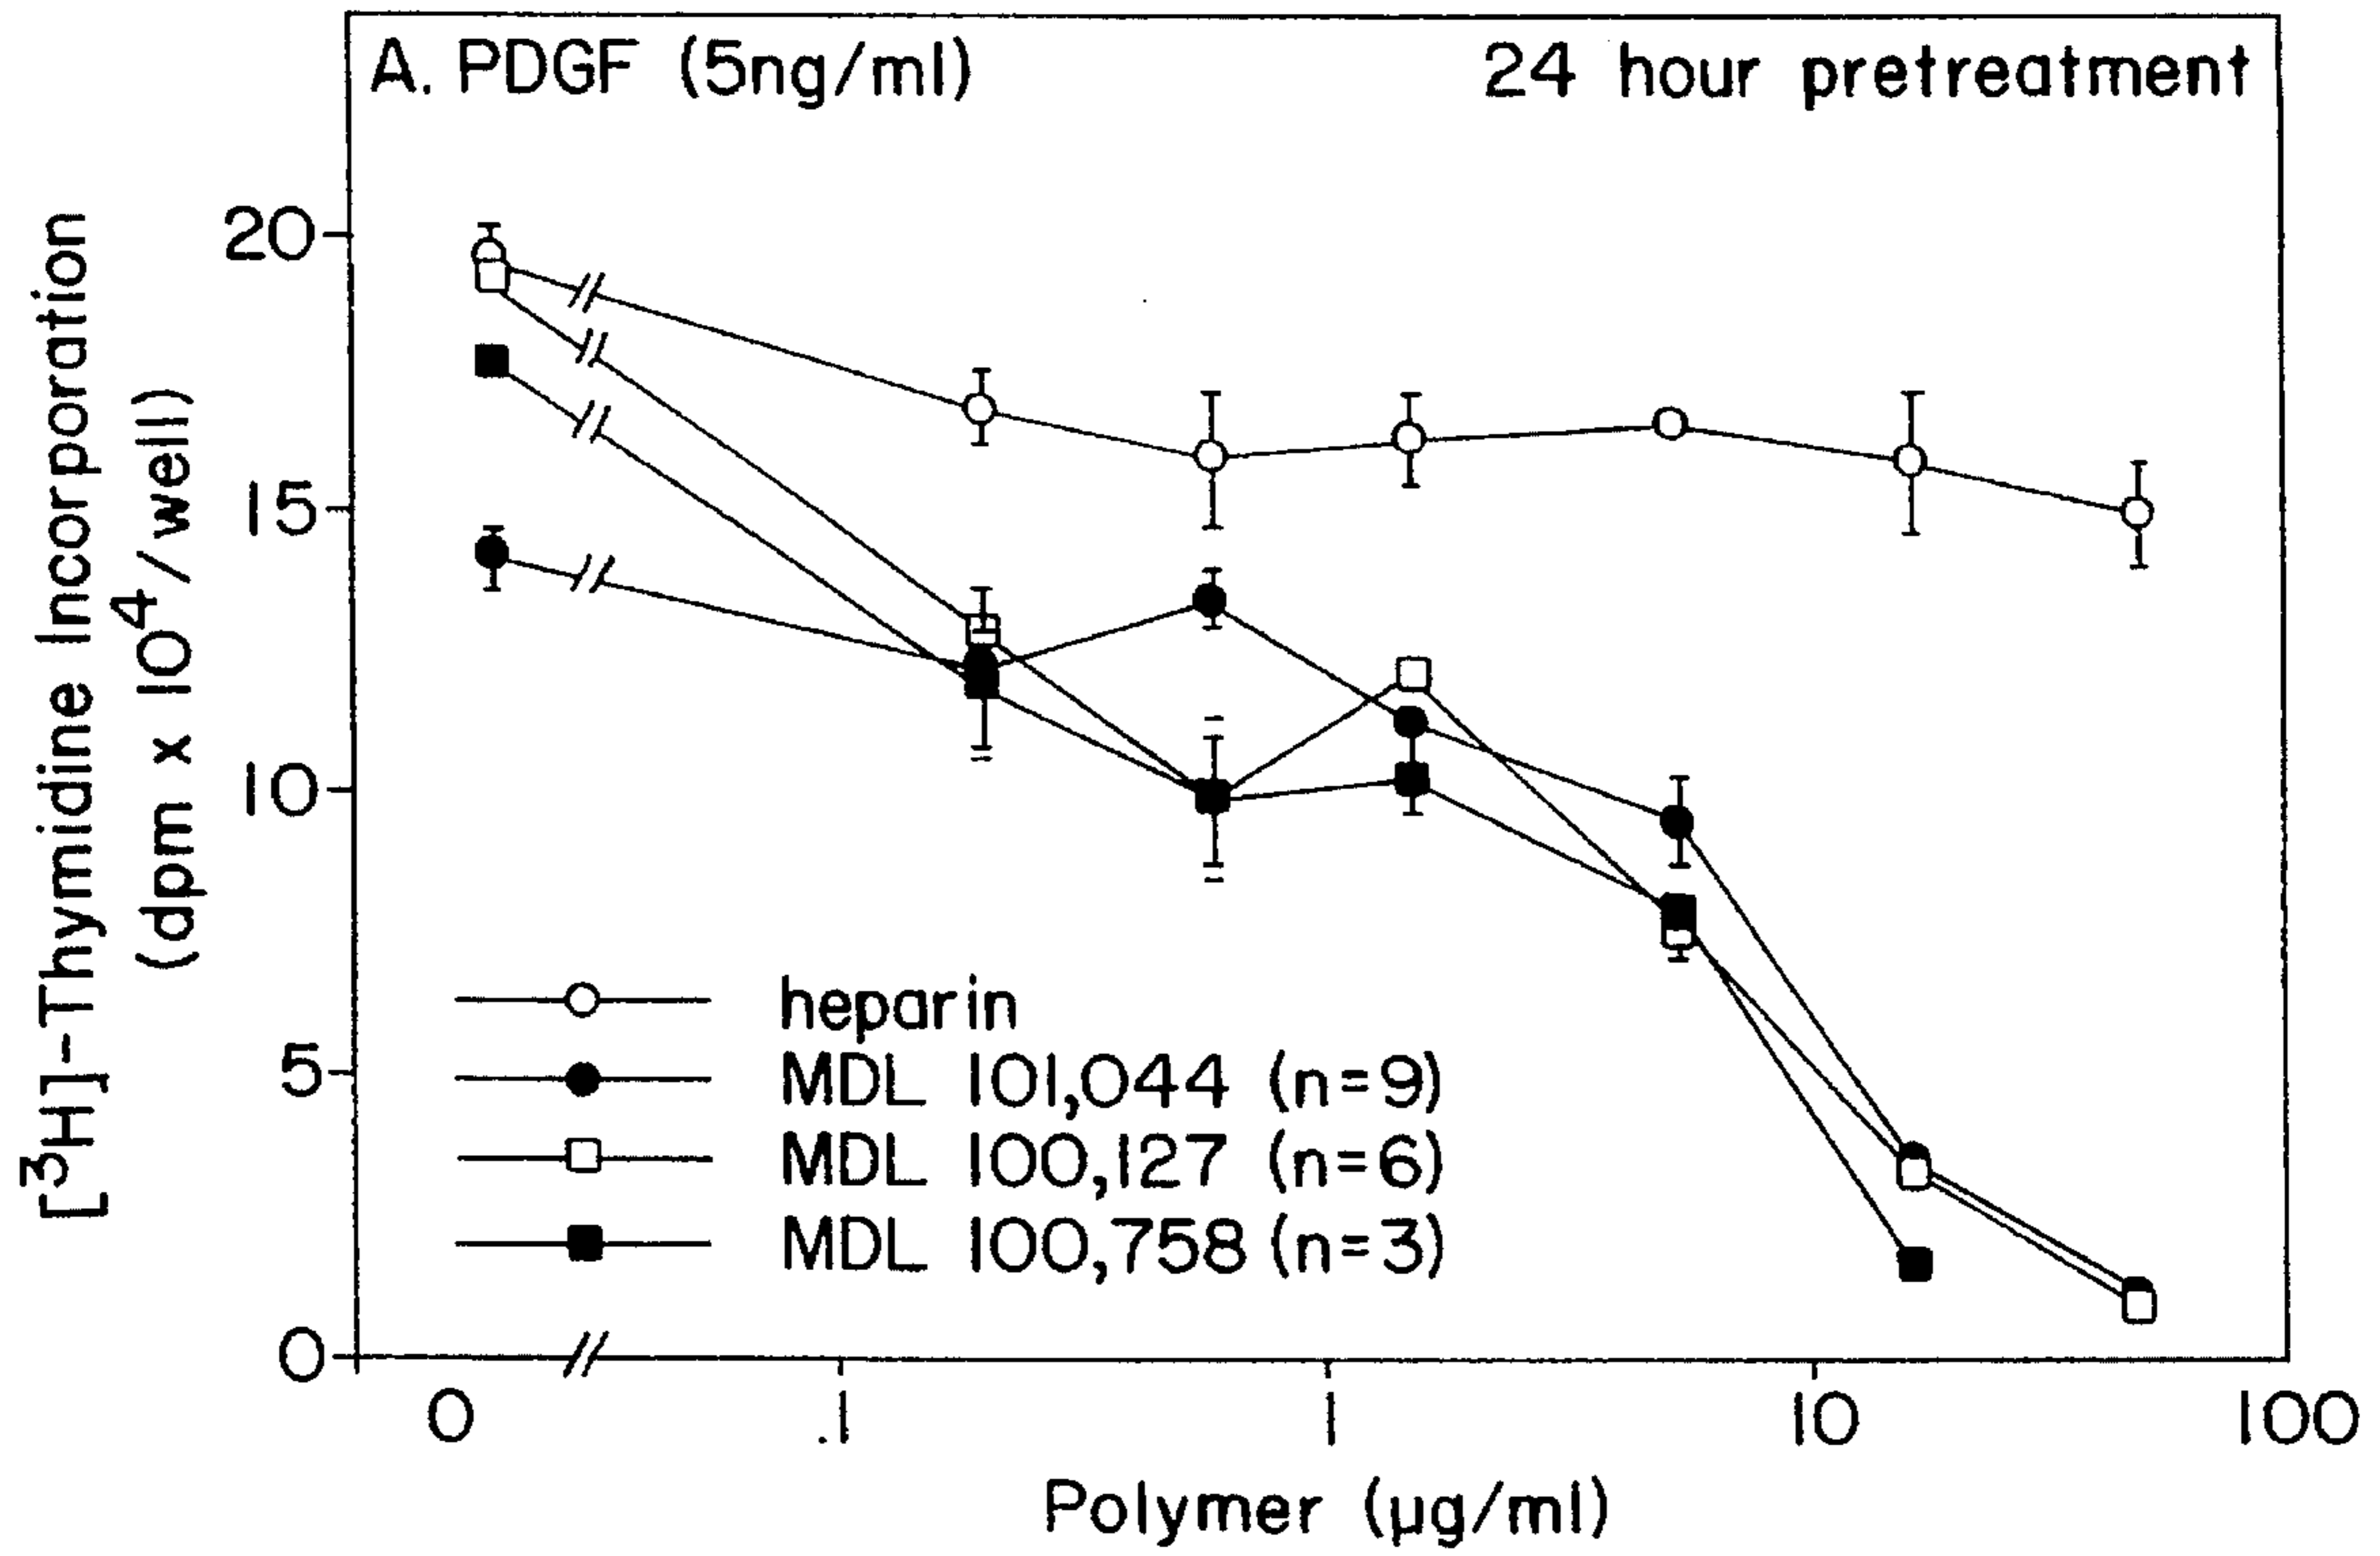 A. PDGF (5ng/ml)
24 hour pretreatment
[³H]-Thymidine Incorporation
(dpm x 10⁴/well)
20
15
10
5
0
heparin
MDL 101,044 (n=9)
MDL 100,127 (n=6)
MDL 100,758 (n=3)
0
.1
1
10
100
Polymer (µg/ml)